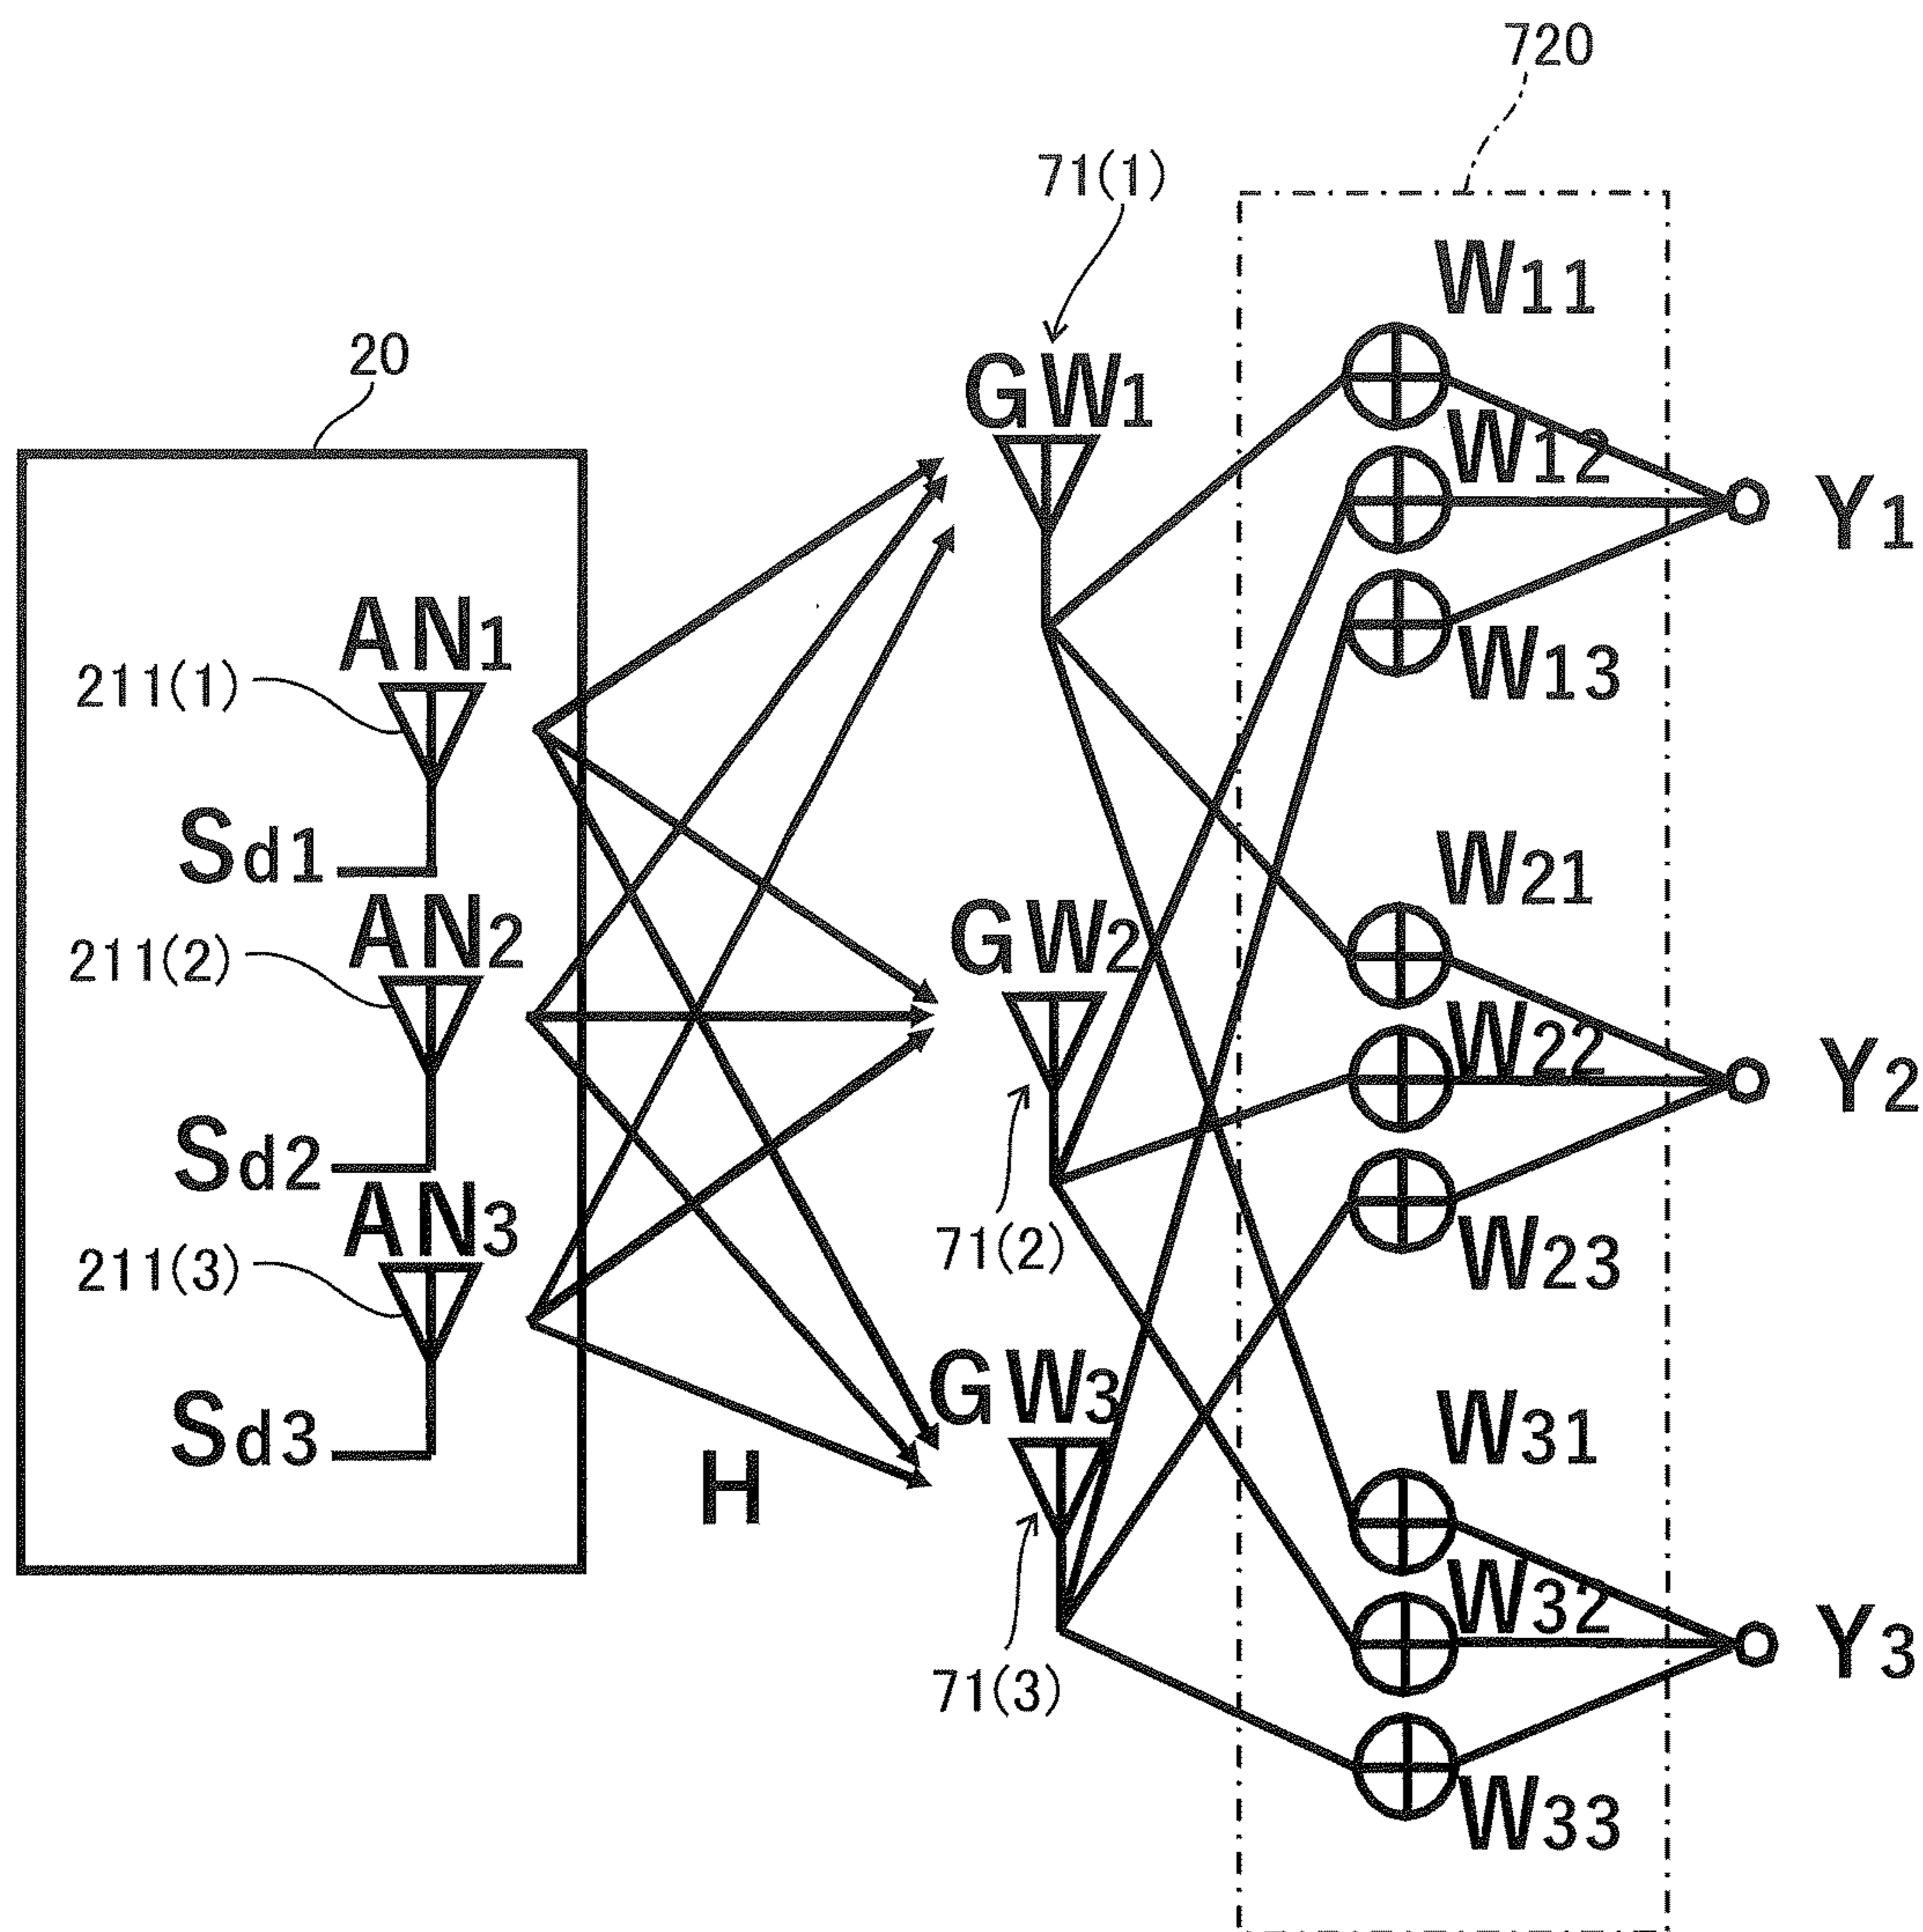 720
71(1)
W11
20
GW1
W12
Y1
AN1
W13
211(1)
Sd1
W21
AN2
GW2
211(2)
W22
Y2
Sd2
AN3
W23
211(3)
71(2)
GW3
W31
Sd3
H
W32
Y3
71(3)
W33